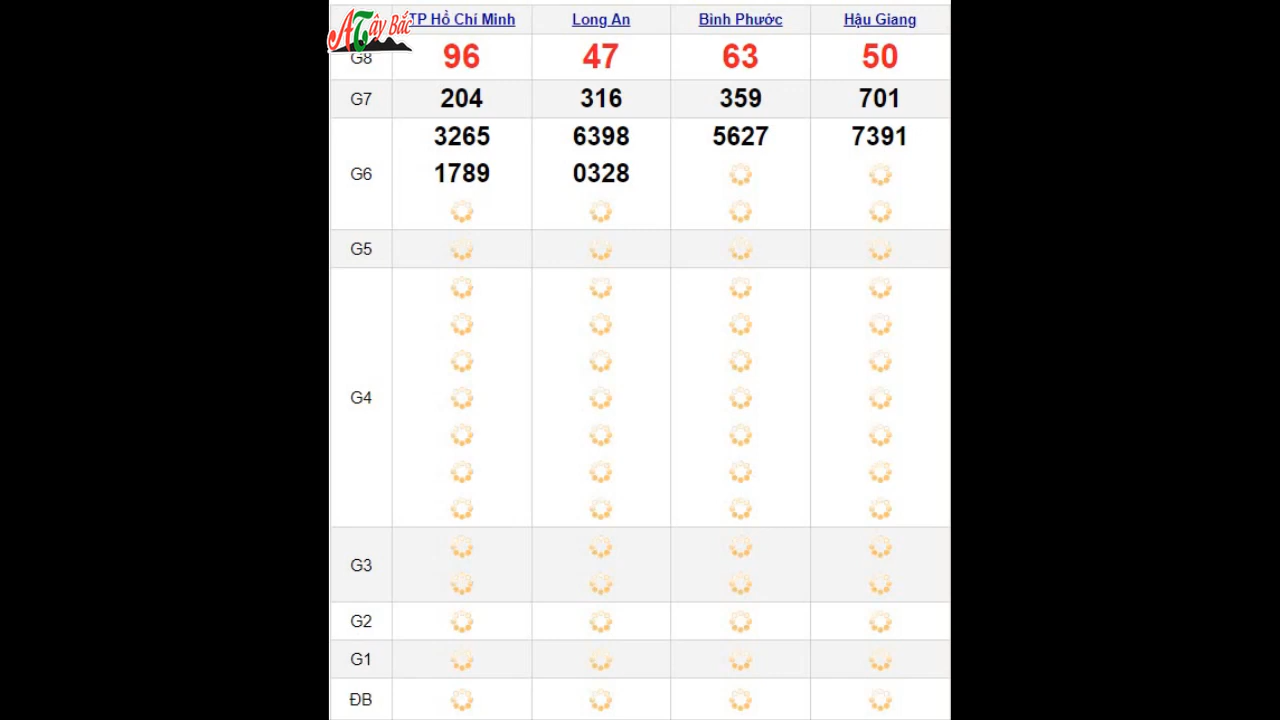 ATây Bắc
TP Hồ Chí Minh Long An Bình Phước Hậu Giang
G8 96 47 63 50
G7 204 316 359 701
3265 6398 5627 7391
G6 1789 0328
G5
G4
G3
G2
G1
ĐB